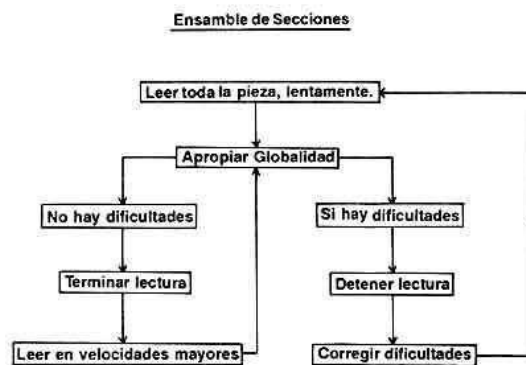 Ensamble de Secciones
Leer toda la pieza, lentamente.
Apropiar Globalidad
No hay dificultades
Si hay dificultades
Terminar lectura
Detener lectura
Leer en velocidades mayores
Corregir dificultades